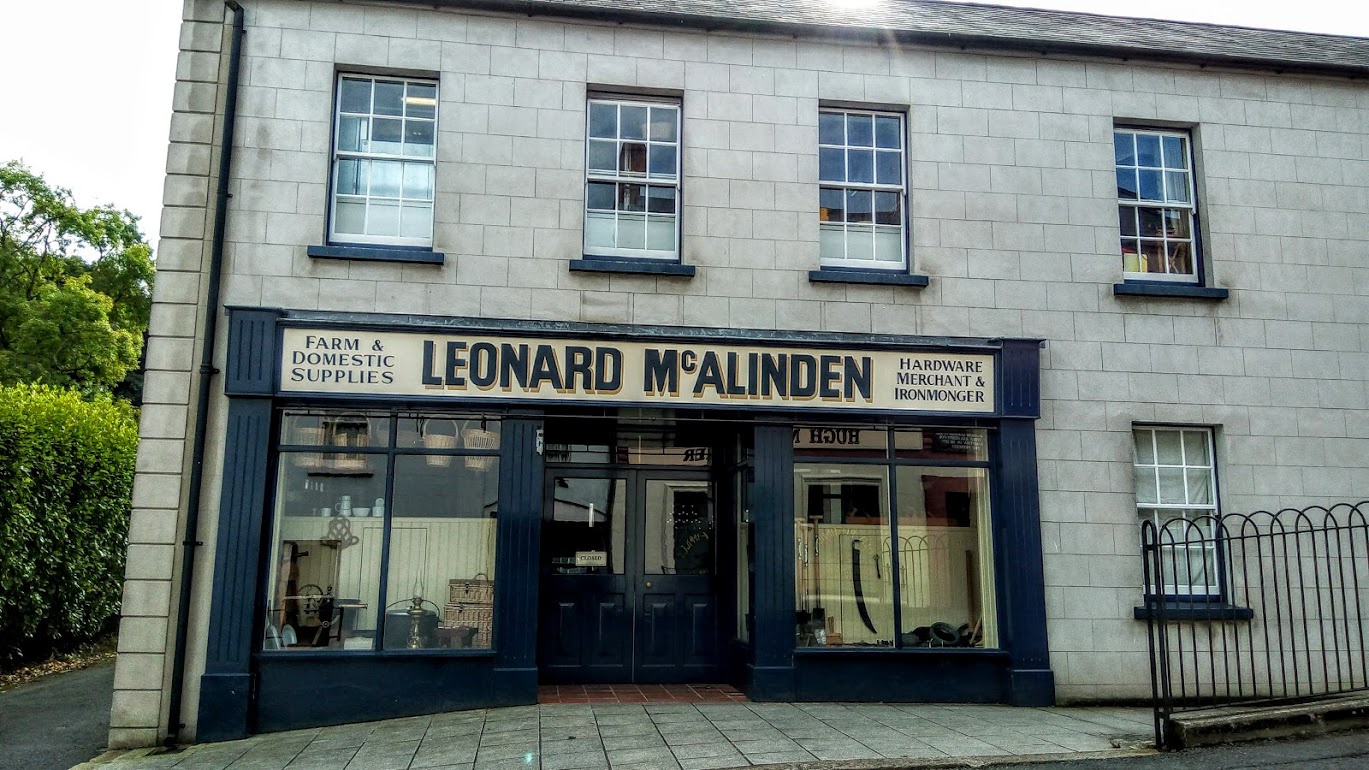 FARM &
DOMESTIC
SUPPLIES
LEONARD McALINDEN
HARDWARE
MERCHANT &
IRONMONGER
CLOSED